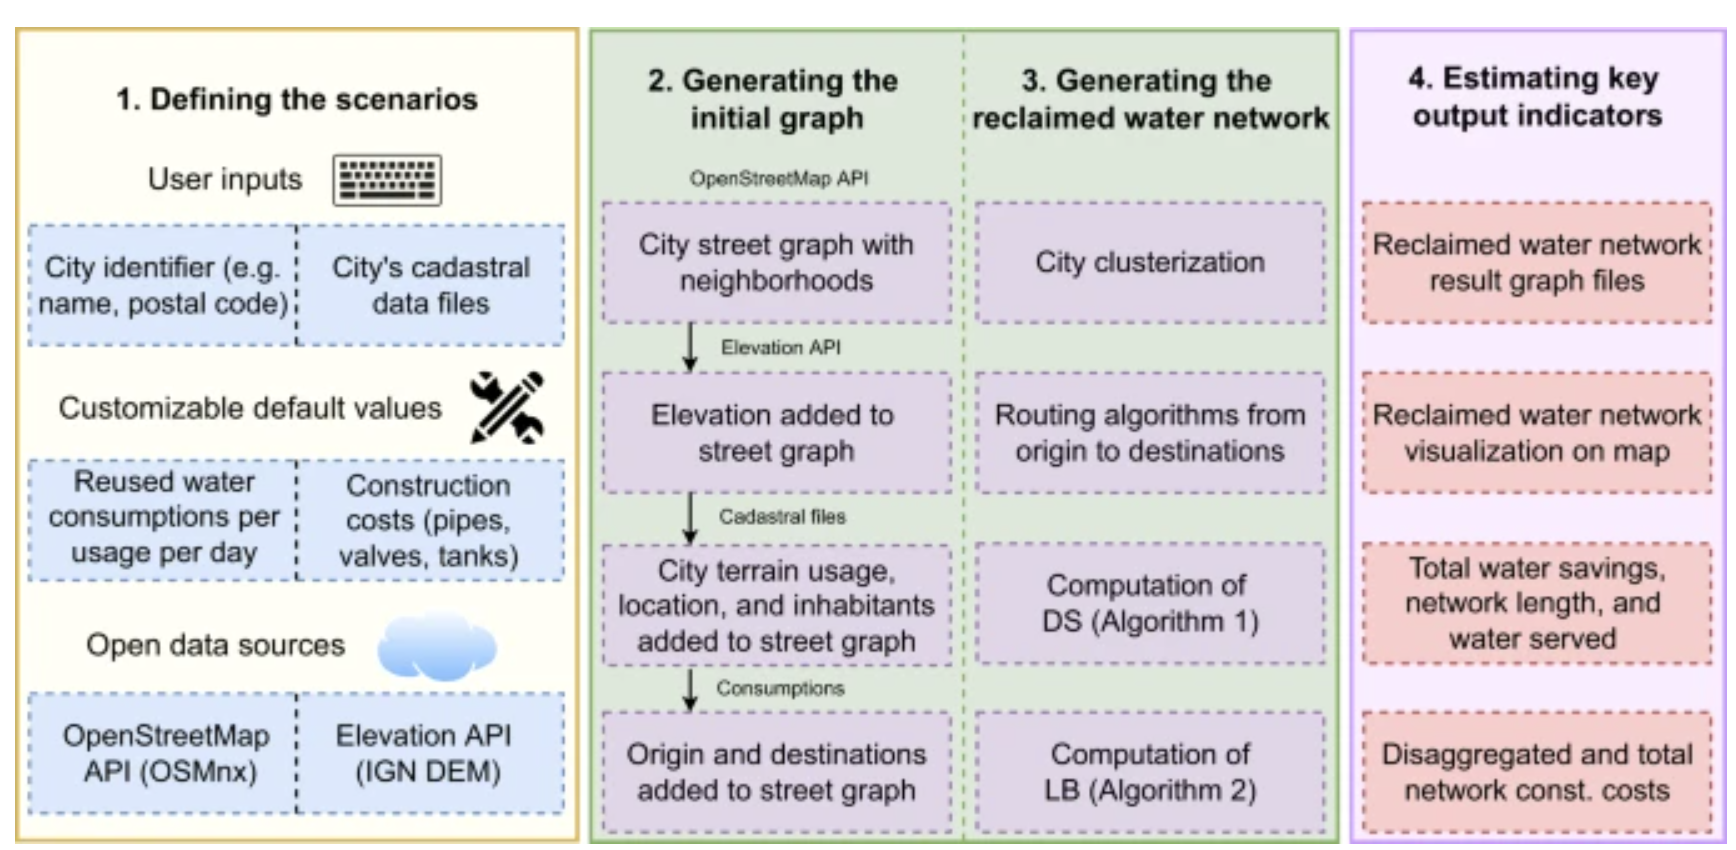 1. Defining the scenarios
User inputs
City identifier (e.g.
name, postal code)
City's cadastral
data files
Customizable default values
Reused water
consumptions per
usage per day
Construction
costs (pipes,
valves, tanks)
Open data sources
OpenStreetMap
API (OSMnx)
Elevation API
(IGN DEM)
2. Generating the
initial graph
OpenStreetMap API
City street graph with
neighborhoods
Elevation API
Elevation added to
street graph
Cadastral files
City terrain usage,
location, and inhabitants
added to street graph
Consumptions
Origin and destinations
added to street graph
3. Generating the
reclaimed water network
City clusterization
Routing algorithms from
origin to destinations
Computation of
DS (Algorithm 1)
Computation of
LB (Algorithm 2)
4. Estimating key
output indicators
Reclaimed water network
result graph files
Reclaimed water network
visualization on map
Total water savings,
network length, and
water served
Disaggregated and total
network const. costs